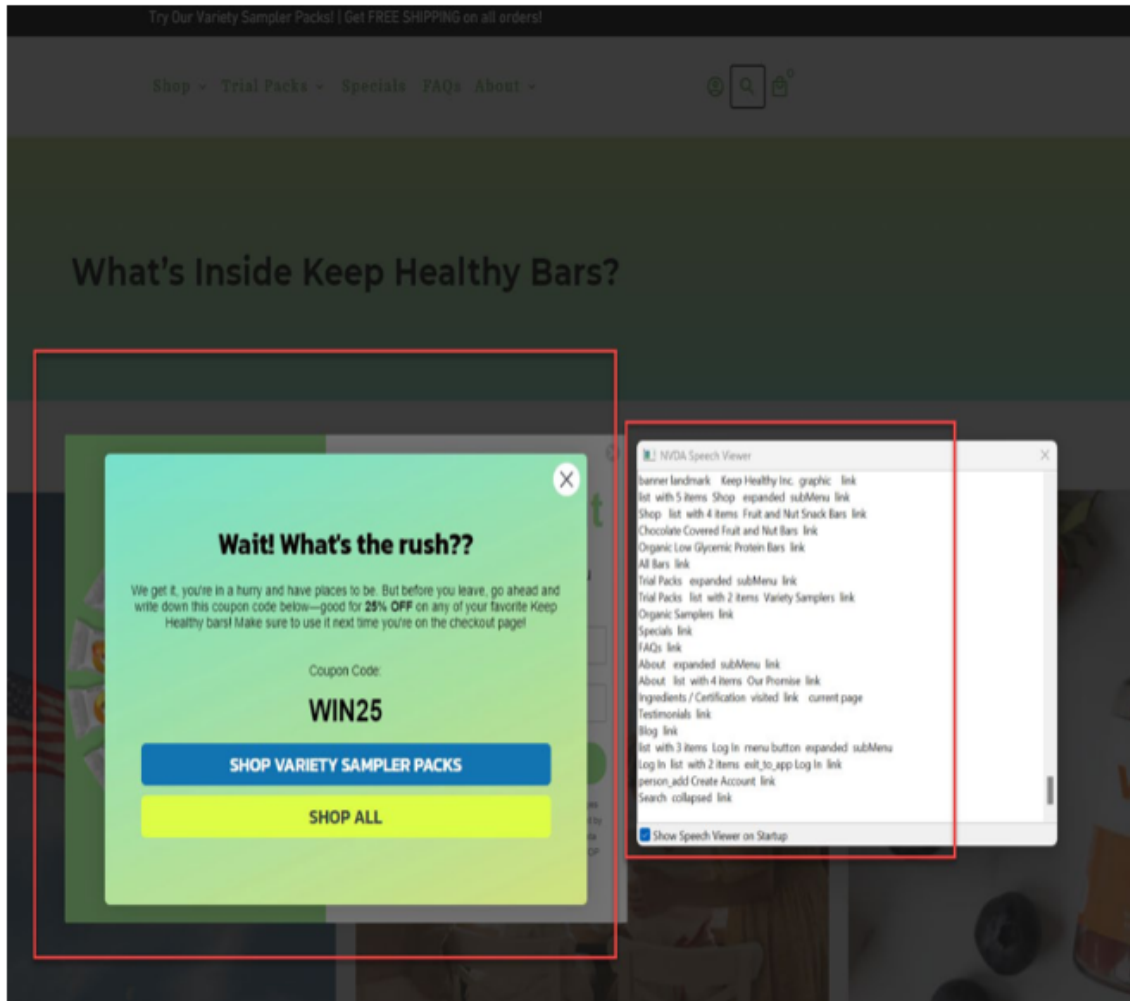 Try Our Variety Sampler Packs! | Get FREE SHIPPING on all orders!
Shop Trial Packs Specials FAQs About
0
What's Inside Keep Healthy Bars?
Wait! What's the rush??
We get it, you're in a hurry and have places to be. But before you leave, go ahead and
write down this coupon code below—good for 25% OFF on any of your favorite Keep
Healthy bars! Make sure to use it next time you're on the checkout page!
Coupon Code:
WIN25
SHOP VARIETY SAMPLER PACKS
SHOP ALL
NVDA Speech Viewer
banner landmark Keep Healthy Inc. graphic link
list with 5 items Shop expanded subMenu link
Shop list with 4 items Fruit and Nut Snack Bars link
Chocolate Covered Fruit and Nut Bars link
Organic Low Glycemic Protein Bars link
All Bars link
Trial Packs expanded subMenu link
Trial Packs list with 2 items Variety Samplers link
Organic Samplers link
Specials link
FAQs link
About expanded subMenu link
About list with 4 items Our Promise link
Ingredients / Certification visited link current page
Testimonials link
Blog link
list with 3 items Log In menu button expanded subMenu
Log In list with 2 items exit_to_app Log In link
person_add Create Account link
Search collapsed link
Show Speech Viewer on Startup